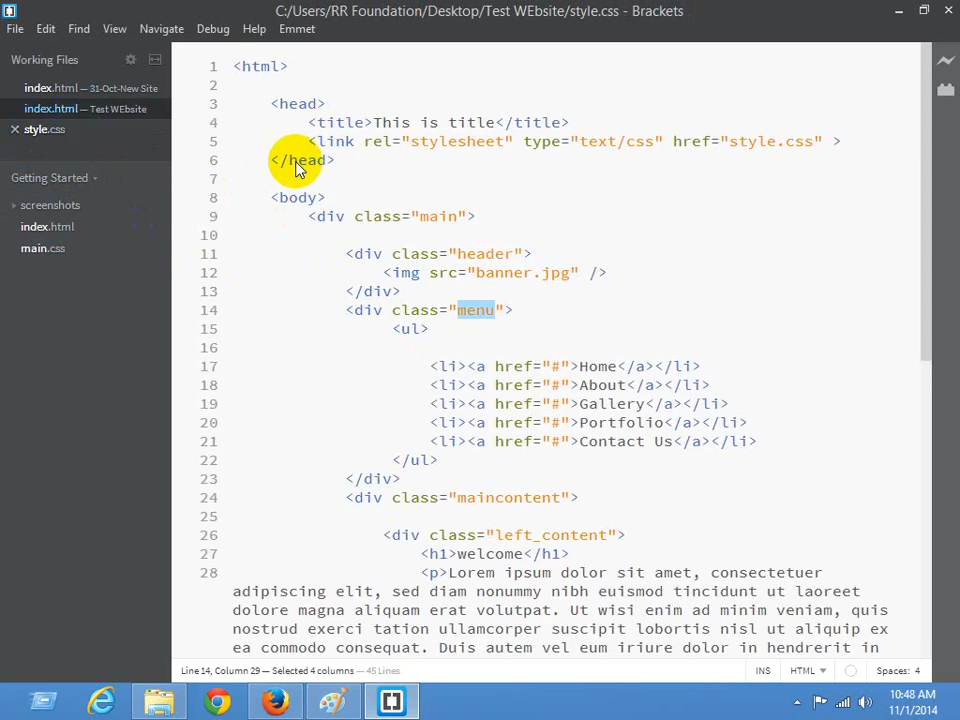 C:/Users/RR Foundation/Desktop/Test WEbsite/style.css - Brackets
File Edit Find View Navigate Debug Help Emmet
Working Files
index.html — 31-Oct-New Site
index.html — Test WEbsite
style.css
Getting Started
screenshots
index.html
main.css
1 <html>
2
3 <head>
4 <title>This is title</title>
5 <link rel="stylesheet" type="text/css" href="style.css" >
6 </head>
7
8 <body>
9 <div class="main">
10
11 <div class="header">
12 <img src="banner.jpg" />
13 </div>
14 <div class="menu">
15 <ul>
16
17 <li><a href="#">Home</a></li>
18 <li><a href="#">About</a></li>
19 <li><a href="#">Gallery</a></li>
20 <li><a href="#">Portfolio</a></li>
21 <li><a href="#">Contact Us</a></li>
22 </ul>
23 </div>
24 <div class="maincontent">
25
26 <div class="left_content">
27 <h1>welcome</h1>
28 <p>Lorem ipsum dolor sit amet, consectetuer
adipiscing elit, sed diam nonummy nibh euismod tincidunt ut laoreet
dolore magna aliquam erat volutpat. Ut wisi enim ad minim veniam, quis
nostrud exerci tation ullamcorper suscipit lobortis nisl ut aliquip ex
ea commodo consequat. Duis autem vel eum iriure dolor in hendrerit in
Line 14, Column 29 — Selected 4 columns — 45 Lines INS HTML Spaces: 4
10:48 AM
11/1/2014